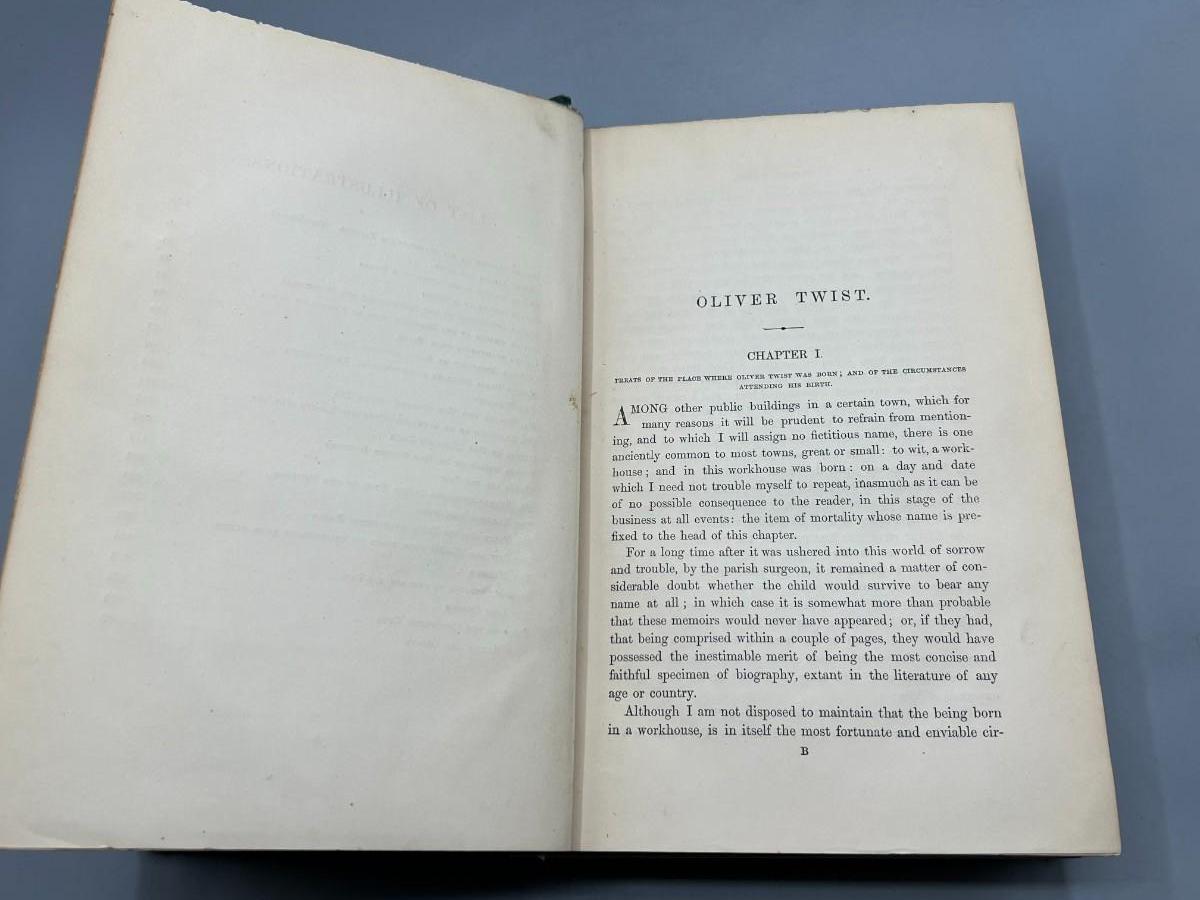 OLIVER TWIST.
CHAPTER I.
TREATS OF THE PLACE WHERE OLIVER TWIST WAS BORN; AND OF THE CIRCUMSTANCES
ATTENDING HIS BIRTH.
AMONG other public buildings in a certain town, which for
many reasons it will be prudent to refrain from mention-
ing, and to which I will assign no fictitious name, there is one
anciently common to most towns, great or small: to wit, a work-
house; and in this workhouse was born: on a day and date
which I need not trouble myself to repeat, inasmuch as it can be
of no possible consequence to the reader, in this stage of the
business at all events: the item of mortality whose name is pre-
fixed to the head of this chapter.
For a long time after it was ushered into this world of sorrow
and trouble, by the parish surgeon, it remained a matter of con-
siderable doubt whether the child would survive to bear any
name at all; in which case it is somewhat more than probable
that these memoirs would never have appeared; or, if they had,
that being comprised within a couple of pages, they would have
possessed the inestimable merit of being the most concise and
faithful specimen of biography, extant in the literature of any
age or country.
Although I am not disposed to maintain that the being born
in a workhouse, is in itself the most fortunate and enviable cir-
B